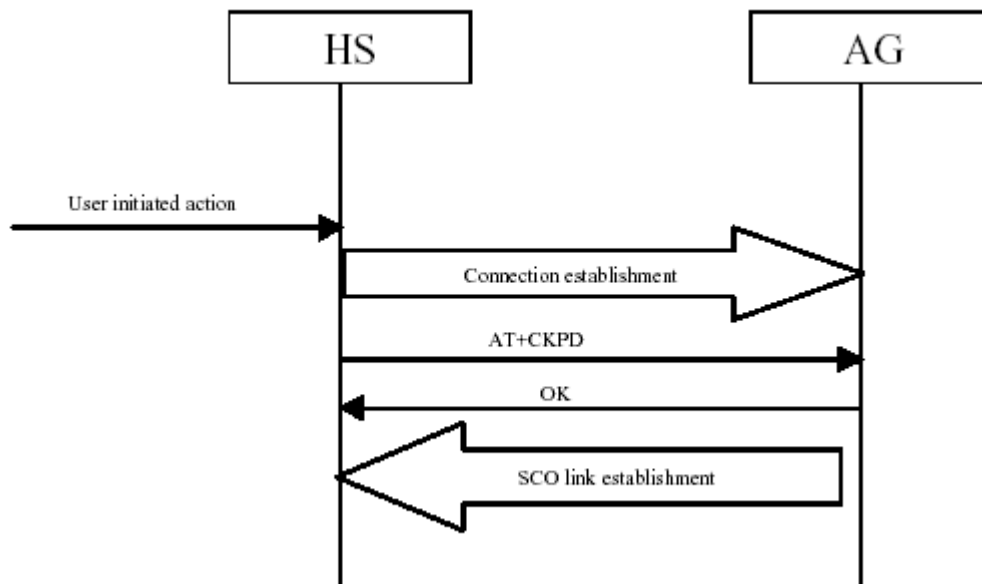 HS
AG
User initiated action
Connection establishment
AT+CKPD
OK
SCO link establishment